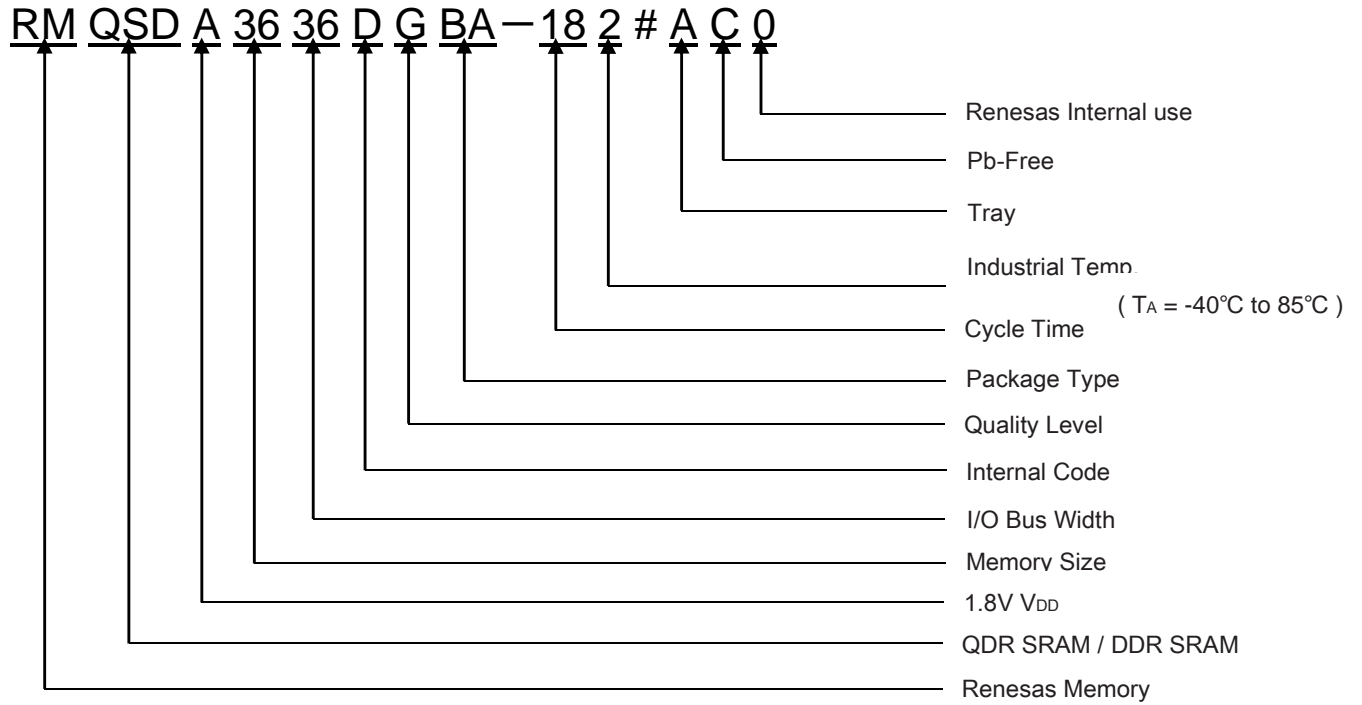 RM QSD A 36 36 D G BA－18 2 # A C 0
Renesas Internal use
Pb-Free
Tray
Industrial Temp.
( TA = -40℃ to 85℃ )
Cycle Time
Package Type
Quality Level
Internal Code
I/O Bus Width
Memory Size
1.8V VDD
QDR SRAM / DDR SRAM
Renesas Memory